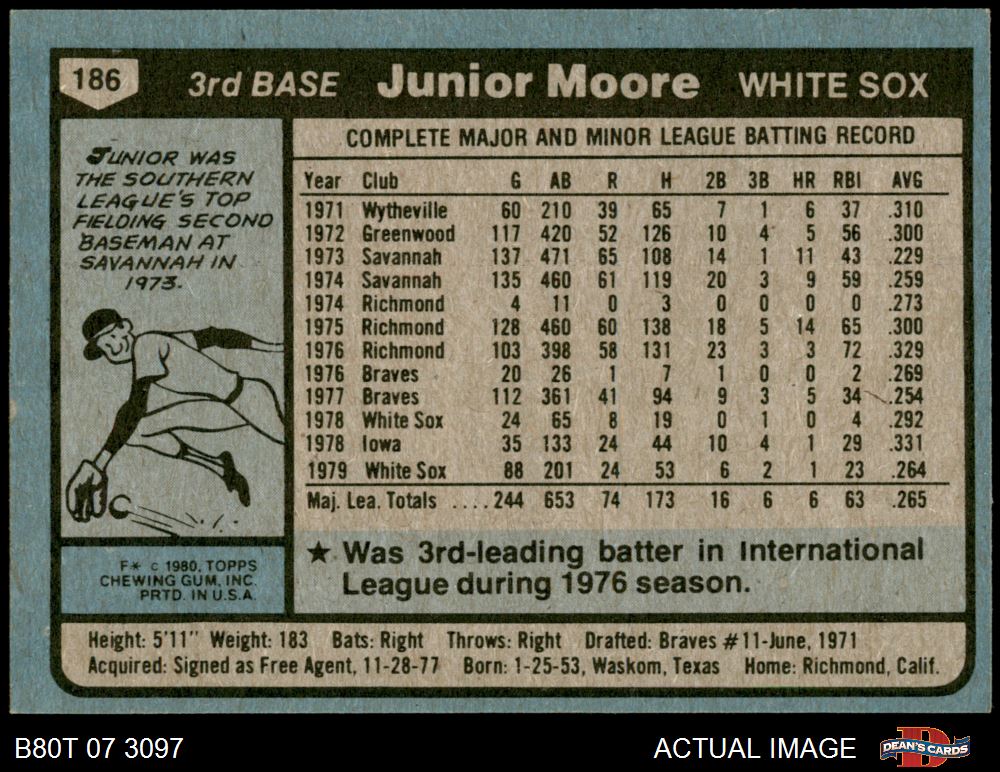 186 3rd BASE Junior Moore WHITE SOX
JUNIOR WAS
THE SOUTHERN
LEAGUE'S TOP
FIELDING SECOND
BASEMAN AT
SAVANNAH IN
1973.
COMPLETE MAJOR AND MINOR LEAGUE BATTING RECORD
Year Club G AB R H 2B 3B HR RBI AVG
1971 Wytheville 60 210 39 65 7 1 6 37 .310
1972 Greenwood 117 420 52 126 10 4 5 56 .300
1973 Savannah 137 471 65 108 14 1 11 43 .229
1974 Savannah 135 460 61 119 20 3 9 59 .259
1974 Richmond 4 11 0 3 0 0 0 0 .273
1975 Richmond 128 460 60 138 18 5 14 65 .300
1976 Richmond 103 398 58 131 23 3 3 72 .329
1976 Braves 20 26 1 7 1 0 0 2 .269
1977 Braves 112 361 41 94 9 3 5 34 .254
1978 White Sox 24 65 8 19 0 1 0 4 .292
1978 Iowa 35 133 24 44 10 4 1 29 .331
1979 White Sox 88 201 24 53 6 2 1 23 .264
Maj. Lea. Totals ....244 653 74 173 16 6 6 63 .265
★ Was 3rd-leading batter in International
League during 1976 season.
F* © 1980, TOPPS
CHEWING GUM, INC.
PRTD. IN U.S.A.
Height: 5'11" Weight: 183 Bats: Right Throws: Right Drafted: Braves #11-June, 1971
Acquired: Signed as Free Agent, 11-28-77 Born: 1-25-53, Waskom, Texas Home: Richmond, Calif.
B80T 07 3097 ACTUAL IMAGE DEAN'S CARDS